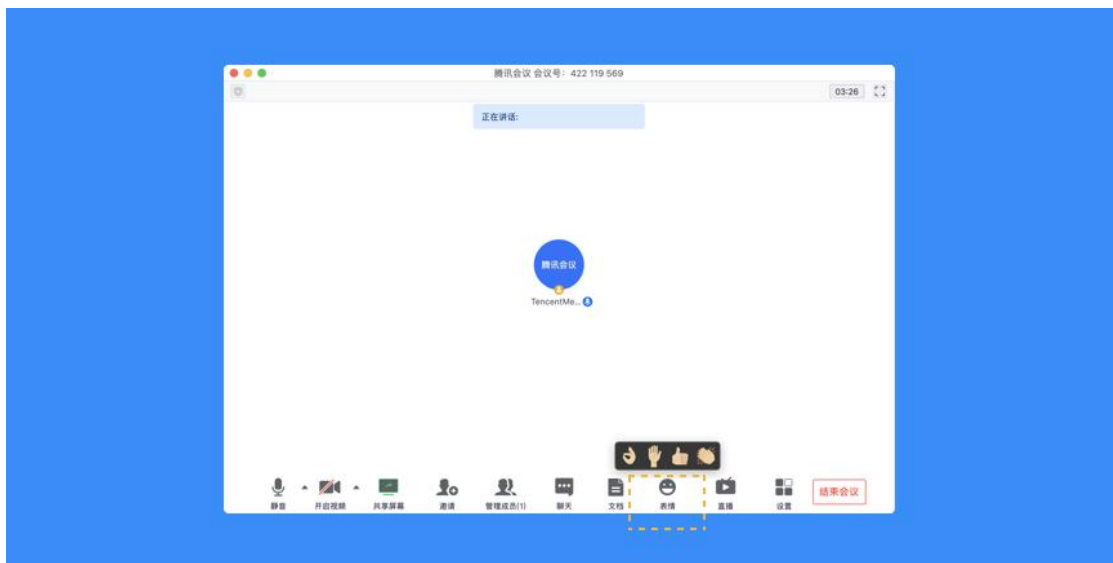 腾讯会议 会议号：422 119 569
03:26
正在讲话:
腾讯会议
TencentMe...
静音 开启视频 共享屏幕 邀请 管理成员(1) 聊天 文档 表情 直播 设置 结束会议